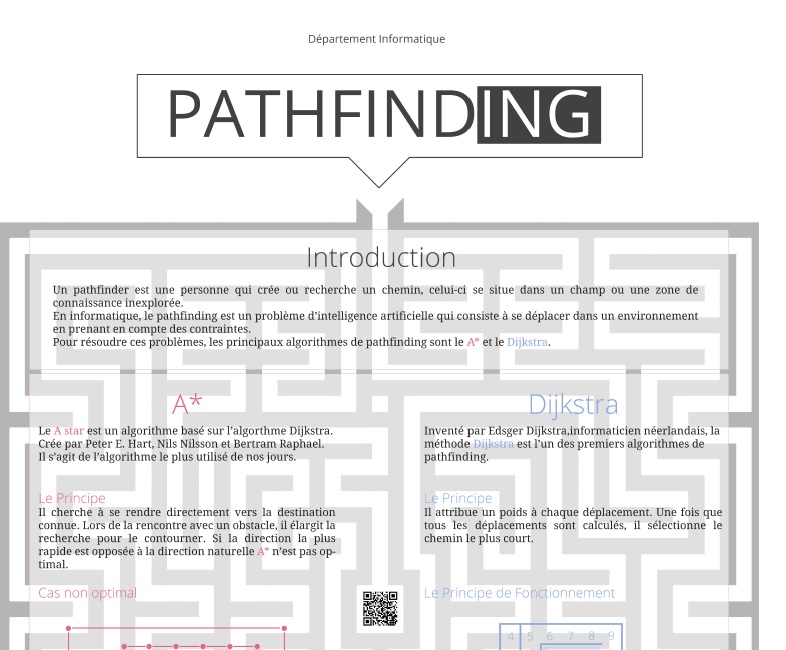 Département Informatique
PATHFINDING
Introduction
Un pathfinder est une personne qui crée ou recherche un chemin, celui-ci se situe dans un champ ou une zone de
connaissance inexplorée.
En informatique, le pathfinding est un problème d'intelligence artificielle qui consiste à se déplacer dans un environnement
en prenant en compte des contraintes.
Pour résoudre ces problèmes, les principaux algorithmes de pathfinding sont le A* et le Dijkstra.
A*
Le A star est un algorithme basé sur l'algorthme Dijkstra.
Crée par Peter E. Hart, Nils Nilsson et Bertram Raphael.
Il s'agit de l'algorithme le plus utilisé de nos jours.
Le Principe
Il cherche à se rendre directement vers la destination
connue. Lors de la rencontre avec un obstacle, il élargit la
recherche pour le contourner. Si la direction la plus
rapide est opposée à la direction naturelle A* n'est pas op-
timal.
Cas non optimal
Dijkstra
Inventé par Edsger Dijkstra,informaticien néerlandais, la
méthode Dijkstra est l'un des premiers algorithmes de
pathfinding.
Le Principe
Il attribue un poids à chaque déplacement. Une fois que
tous les déplacements sont calculés, il sélectionne le
chemin le plus court.
Le Principe de Fonctionnement
4 5 6 7 8 9